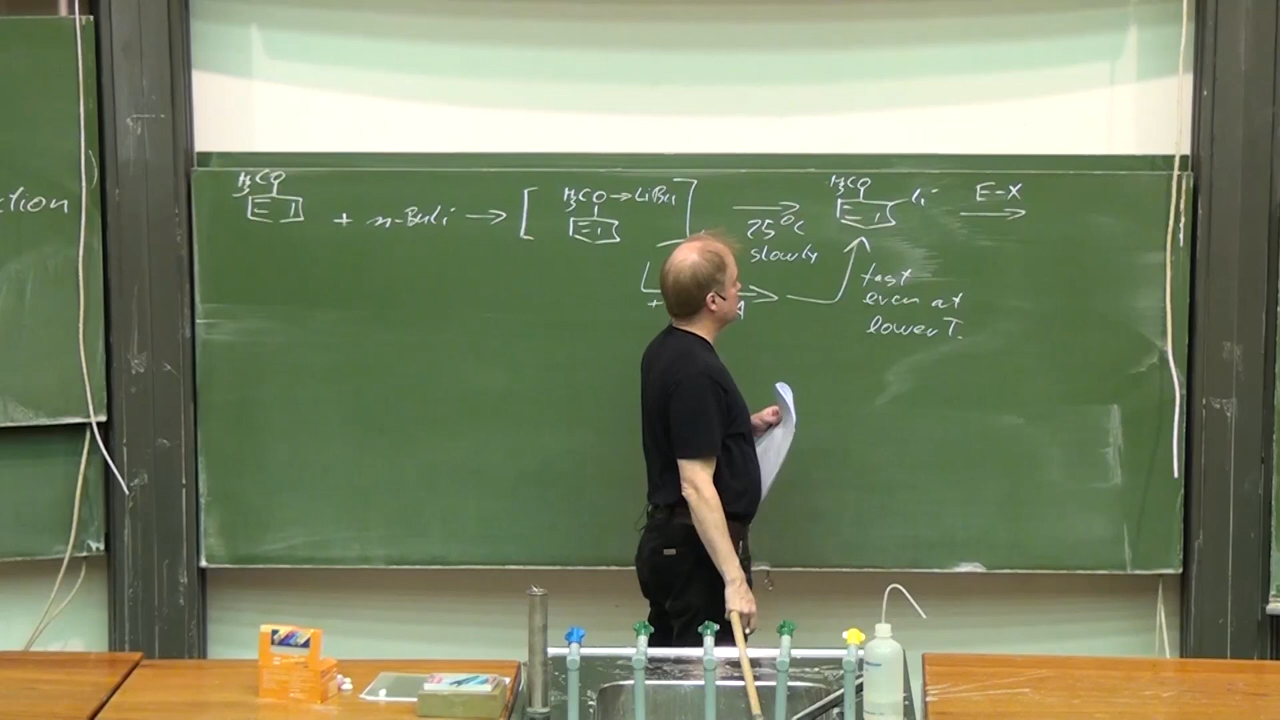 ction
H3CO
+ n-BuLi → [ H3CO→LiBu ] → H3CO Li E-X →
25°C
slowly
+
fast
even at
lower T.